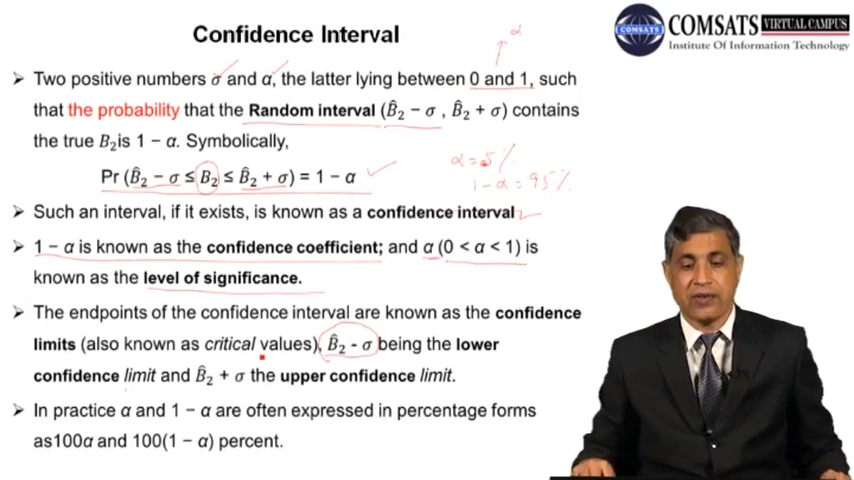 Confidence Interval
COMSATS VIRTUAL CAMPUS
Institute Of Information Technology
α
➤ Two positive numbers σ and α, the latter lying between 0 and 1, such
that the probability that the Random interval (B̂₂ − σ , B̂₂ + σ) contains
the true B₂is 1 − α. Symbolically,
α = 5%
Pr (B̂₂ − σ ≤ B₂ ≤ B̂₂ + σ) = 1 − α
1 − α = 95%
➤ Such an interval, if it exists, is known as a confidence interval
➤ 1 − α is known as the confidence coefficient; and α (0 < α < 1) is
known as the level of significance.
➤ The endpoints of the confidence interval are known as the confidence
limits (also known as critical values), B̂₂ - σ being the lower
confidence limit and B̂₂ + σ the upper confidence limit.
➤ In practice α and 1 − α are often expressed in percentage forms
as100α and 100(1 − α) percent.